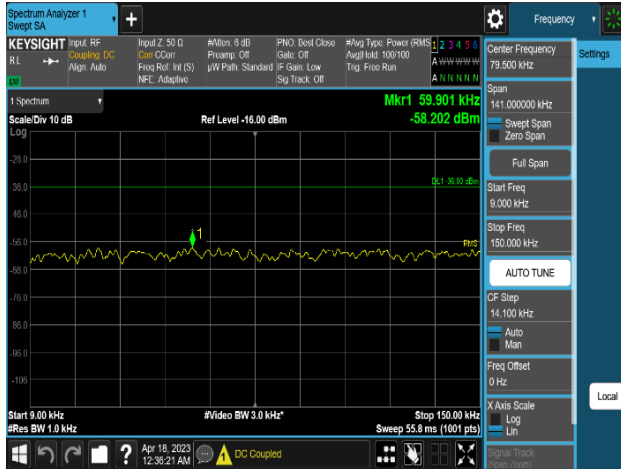 Spectrum Analyzer 1
Swept SA
+
Frequency
KEYSIGHT
R L
Input: RF
Coupling: DC
Align: Auto
Input Z: 50 Ω
Corr CCorr
Freq Ref: Int (S)
NFE: Adaptive
#Atten: 6 dB
Preamp: Off
µW Path: Standard
PNO: Best Close
Gate: Off
IF Gain: Low
Sig Track: Off
#Avg Type: Power (RMS
Avg|Hold: 100/100
Trig: Free Run
1 2 3 4 5 6
A W W W W W
A N N N N N
1 Spectrum
Scale/Div 10 dB
Log
Ref Level -16.00 dBm
Mkr1 59.901 kHz
-58.202 dBm
-26.0
-36.0
-46.0
-56.0
-66.0
-76.0
-86.0
-96.0
-106
DL1 -36.00 dBm
1
RMS
Start 9.00 kHz
#Res BW 1.0 kHz
#Video BW 3.0 kHz*
Stop 150.00 kHz
Sweep 55.8 ms (1001 pts)
Center Frequency
79.500 kHz
Settings
Span
141.000000 kHz
Swept Span
Zero Span
Full Span
Start Freq
9.000 kHz
Stop Freq
150.000 kHz
AUTO TUNE
CF Step
14.100 kHz
Auto
Man
Freq Offset
0 Hz
Local
X Axis Scale
Log
Lin
Signal Track
(Span Zoom)
?
Apr 18, 2023
12:36:21 AM
DC Coupled